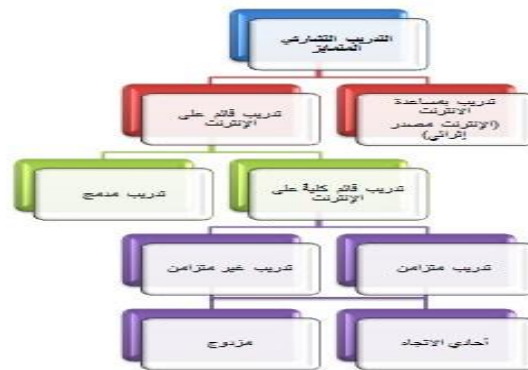 التدريب التشاركي
المتمايز
تدريب بمساعدة
الانترنت
(الإنترنت مصدر
إثرائي)
تدريب قائم على
الإنترنت
تدريب قائم كلية على
الإنترنت
تدريب مدمج
تدريب متزامن
تدريب غير متزامن
أحادي الاتجاه
مزدوج